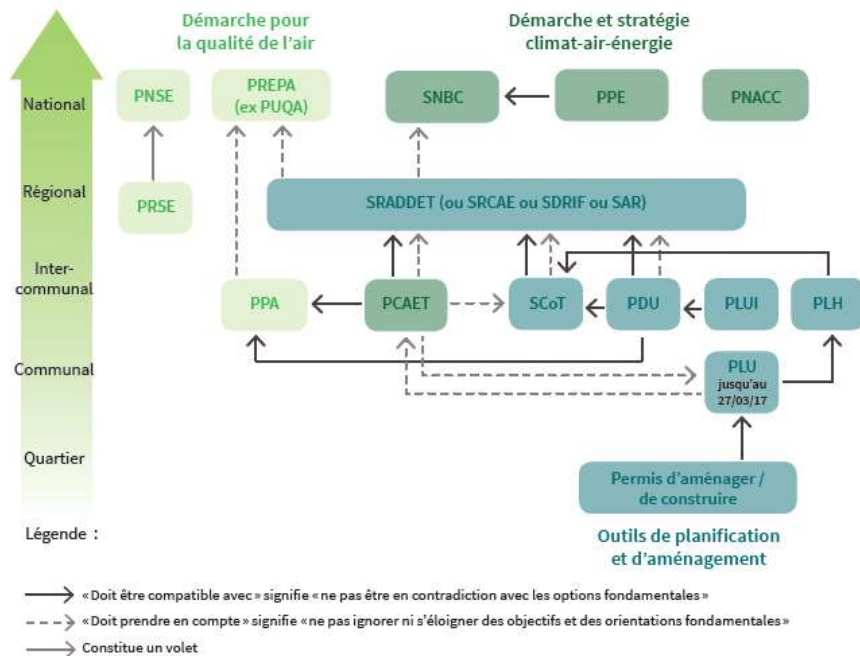 Démarche pour
la qualité de l’air
Démarche et stratégie
climat-air-énergie
National
PNSE
PREPA
(ex PUQA)
SNBC
PPE
PNACC
Régional
PRSE
SRADDET (ou SRCAE ou SDRIF ou SAR)
Inter-
communal
PPA
PCAET
SCoT
PDU
PLUI
PLH
Communal
PLU
jusqu’au
27/03/17
Quartier
Permis d’aménager /
de construire
Légende :
Outils de planification
et d’aménagement
« Doit être compatible avec » signifie « ne pas être en contradiction avec les options fondamentales »
« Doit prendre en compte » signifie « ne pas ignorer ni s’éloigner des objectifs et des orientations fondamentales »
Constitue un volet